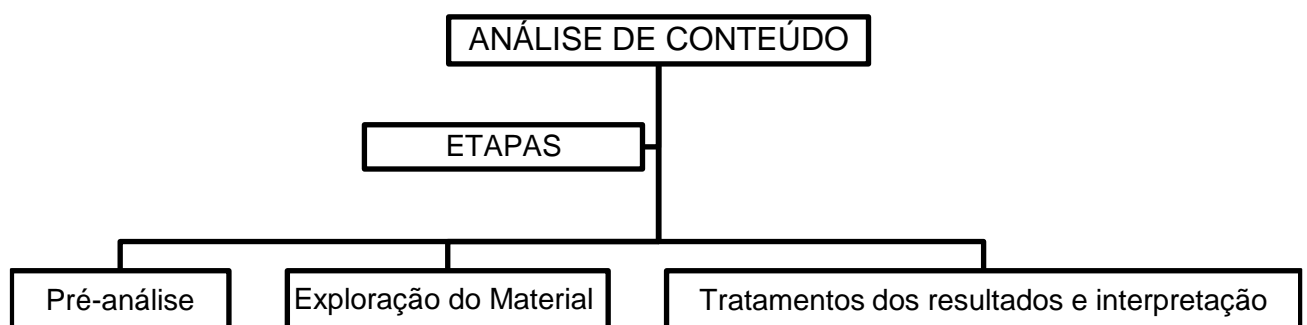 ANÁLISE DE CONTEÚDO
ETAPAS
Pré-análise
Exploração do Material
Tratamentos dos resultados e interpretação